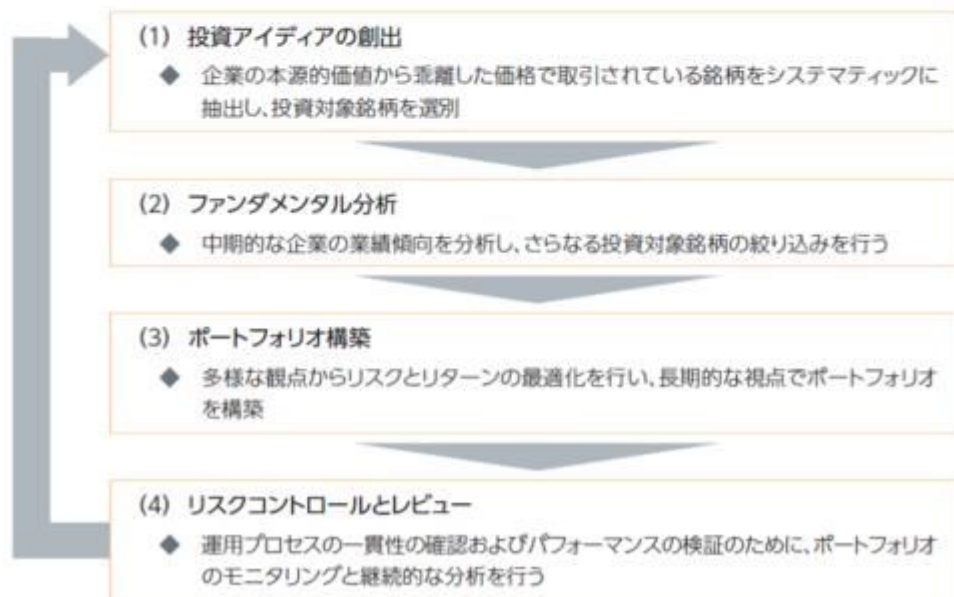 (1) 投資アイディアの創出
◆ 企業の本源的価値から乖離した価格で取引されている銘柄をシステマティックに
抽出し、投資対象銘柄を選別
(2) ファンダメンタル分析
◆ 中期的な企業の業績傾向を分析し、さらなる投資対象銘柄の絞り込みを行う
(3) ポートフォリオ構築
◆ 多様な観点からリスクとリターンの最適化を行い、長期的な視点でポートフォリオ
を構築
(4) リスクコントロールとレビュー
◆ 運用プロセスの一貫性の確認およびパフォーマンスの検証のために、ポートフォリオ
のモニタリングと継続的な分析を行う